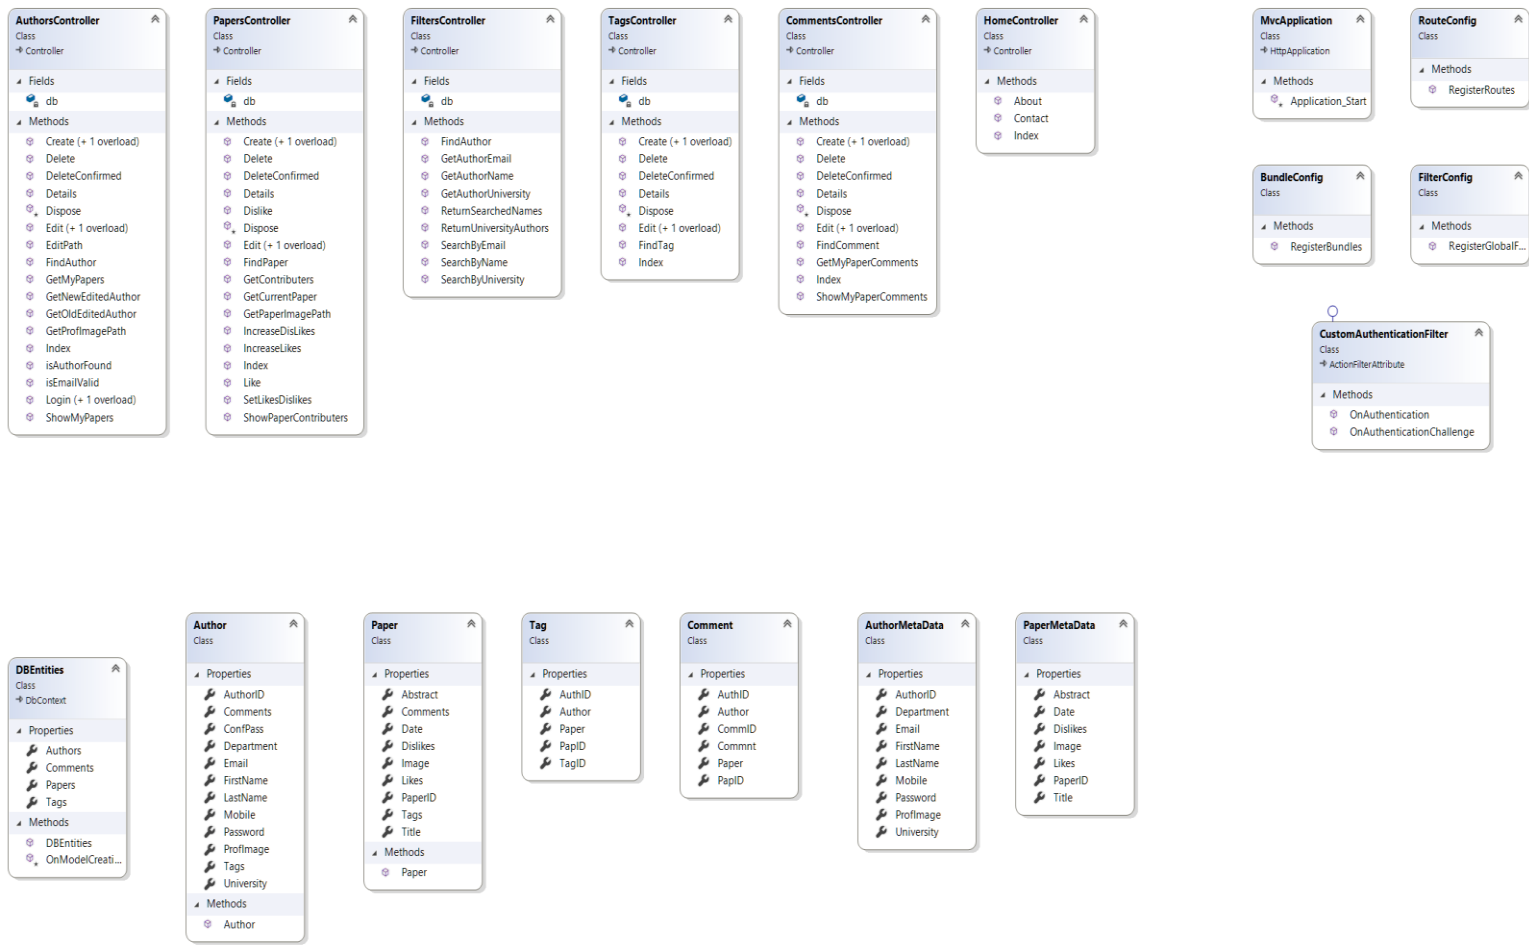 AuthorsController
Class
Controller
Fields
db
Methods
Create (+ 1 overload)
Delete
DeleteConfirmed
Details
Dispose
Edit (+ 1 overload)
EditPath
FindAuthor
GetMyPapers
GetNewEditedAuthor
GetOldEditedAuthor
GetProfImagePath
Index
isAuthorFound
isEmailValid
Login (+ 1 overload)
ShowMyPapers
PapersController
Class
Controller
Fields
db
Methods
Create (+ 1 overload)
Delete
DeleteConfirmed
Details
Dislike
Dispose
Edit (+ 1 overload)
FindPaper
GetContributers
GetCurrentPaper
GetPaperImagePath
IncreaseDisLikes
IncreaseLikes
Index
Like
SetLikesDislikes
ShowPaperContributers
FiltersController
Class
Controller
Fields
db
Methods
FindAuthor
GetAuthorEmail
GetAuthorName
GetAuthorUniversity
ReturnSearchedNames
ReturnUniversityAuthors
SearchByEmail
SearchByName
SearchByUniversity
TagsController
Class
Controller
Fields
db
Methods
Create (+ 1 overload)
Delete
DeleteConfirmed
Details
Dispose
Edit (+ 1 overload)
FindTag
Index
CommentsController
Class
Controller
Fields
db
Methods
Create (+ 1 overload)
Delete
DeleteConfirmed
Details
Dispose
Edit (+ 1 overload)
FindComment
GetMyPaperComments
Index
ShowMyPaperComments
HomeController
Class
Controller
Methods
About
Contact
Index
MvcApplication
Class
HttpApplication
Methods
Application_Start
RouteConfig
Class
Methods
RegisterRoutes
BundleConfig
Class
Methods
RegisterBundles
FilterConfig
Class
Methods
RegisterGlobalF...
CustomAuthenticationFilter
Class
ActionFilterAttribute
Methods
OnAuthentication
OnAuthenticationChallenge
DBEntities
Class
DbContext
Properties
Authors
Comments
Papers
Tags
Methods
DBEntities
OnModelCreati...
Author
Class
Properties
AuthorID
Comments
ConfPass
Department
Email
FirstName
LastName
Mobile
Password
ProfImage
Tags
University
Methods
Author
Paper
Class
Properties
Abstract
Comments
Date
Dislikes
Image
Likes
PaperID
Tags
Title
Methods
Paper
Tag
Class
Properties
AuthID
Author
Paper
PapID
TagID
Comment
Class
Properties
AuthID
Author
CommID
Commnt
Paper
PapID
AuthorMetaData
Class
Properties
AuthorID
Department
Email
FirstName
LastName
Mobile
Password
ProfImage
University
PaperMetaData
Class
Properties
Abstract
Date
Dislikes
Image
Likes
PaperID
Title